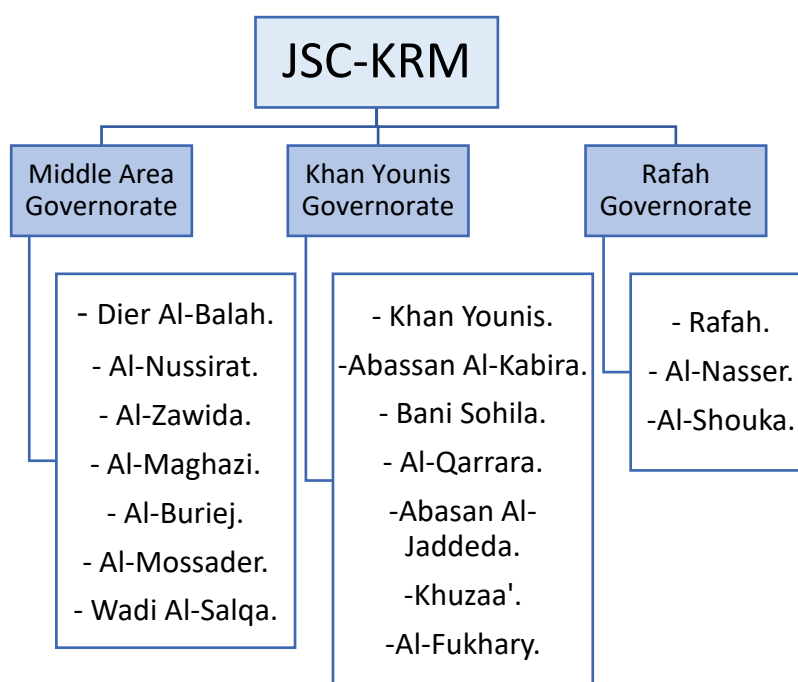 JSC-KRM
Middle Area
Governorate
- Dier Al-Balah.
- Al-Nussirat.
- Al-Zawida.
- Al-Maghazi.
- Al-Buriej.
- Al-Mossader.
- Wadi Al-Salqa.
Khan Younis
Governorate
- Khan Younis.
-Abassan Al-Kabira.
- Bani Sohila.
- Al-Qarrara.
-Abasan Al-
Jaddeda.
-Khuzaa'.
-Al-Fukhary.
Rafah
Governorate
- Rafah.
- Al-Nasser.
-Al-Shouka.